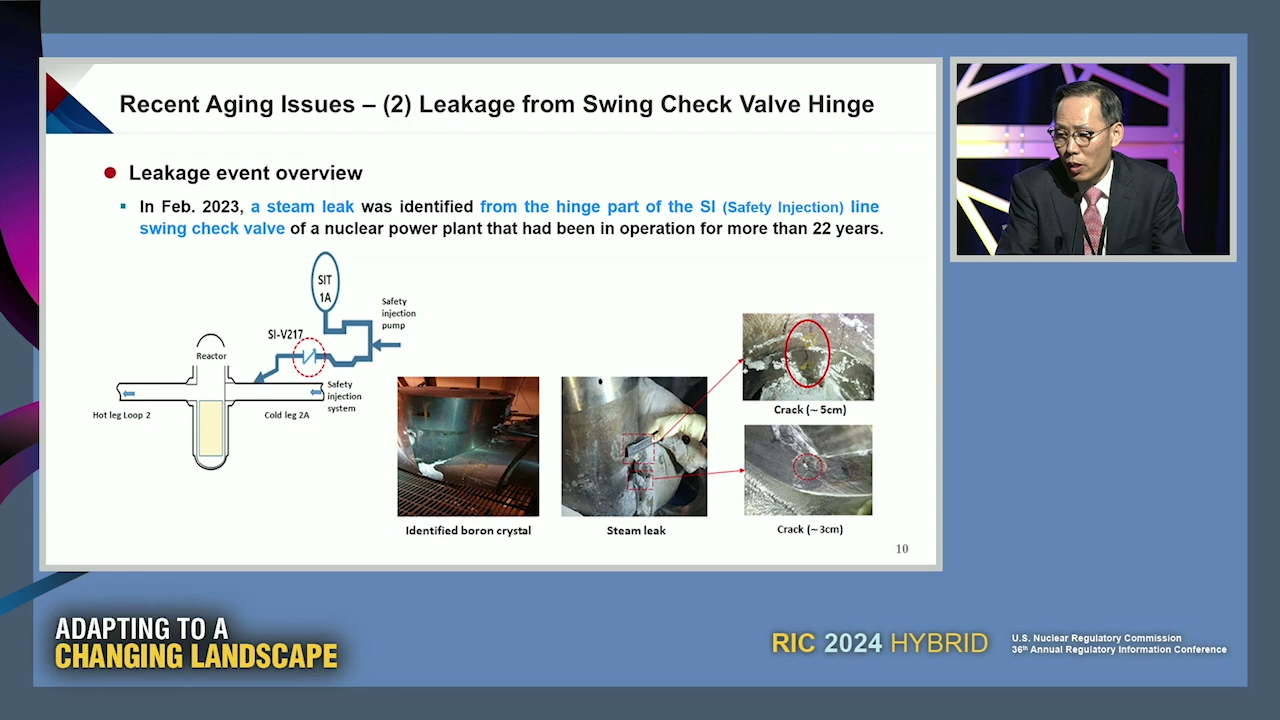 Recent Aging Issues – (2) Leakage from Swing Check Valve Hinge
Leakage event overview
In Feb. 2023, a steam leak was identified from the hinge part of the SI (Safety Injection) line
swing check valve of a nuclear power plant that had been in operation for more than 22 years.
SIT
1A
Safety
injection
pump
SI-V217
Reactor
Safety
injection
system
Hot leg Loop 2
Cold leg 2A
Crack (~ 5cm)
Identified boron crystal
Steam leak
Crack (~3cm)
10
ADAPTING TO A
CHANGING LANDSCAPE
RIC 2024 HYBRID
U.S. Nuclear Regulatory Commission
36th Annual Regulatory Information Conference